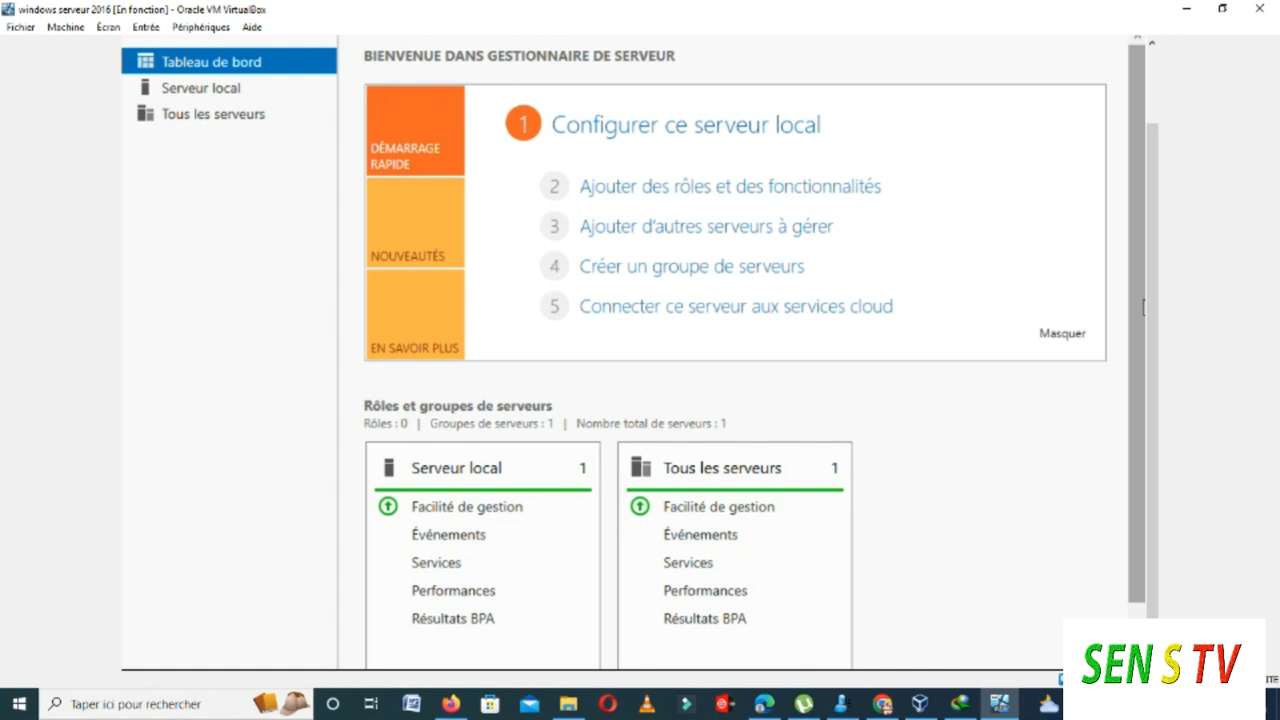 windows serveur 2016 [En fonction] - Oracle VM VirtualBox
Fichier Machine Écran Entrée Périphériques Aide
Tableau de bord
Serveur local
Tous les serveurs
BIENVENUE DANS GESTIONNAIRE DE SERVEUR
DÉMARRAGE
RAPIDE
NOUVEAUTÉS
EN SAVOIR PLUS
1 Configurer ce serveur local
2 Ajouter des rôles et des fonctionnalités
3 Ajouter d'autres serveurs à gérer
4 Créer un groupe de serveurs
5 Connecter ce serveur aux services cloud
Masquer
Rôles et groupes de serveurs
Rôles : 0 | Groupes de serveurs : 1 | Nombre total de serveurs : 1
Serveur local 1
Facilité de gestion
Événements
Services
Performances
Résultats BPA
Tous les serveurs 1
Facilité de gestion
Événements
Services
Performances
Résultats BPA
SEN S TV
Taper ici pour rechercher